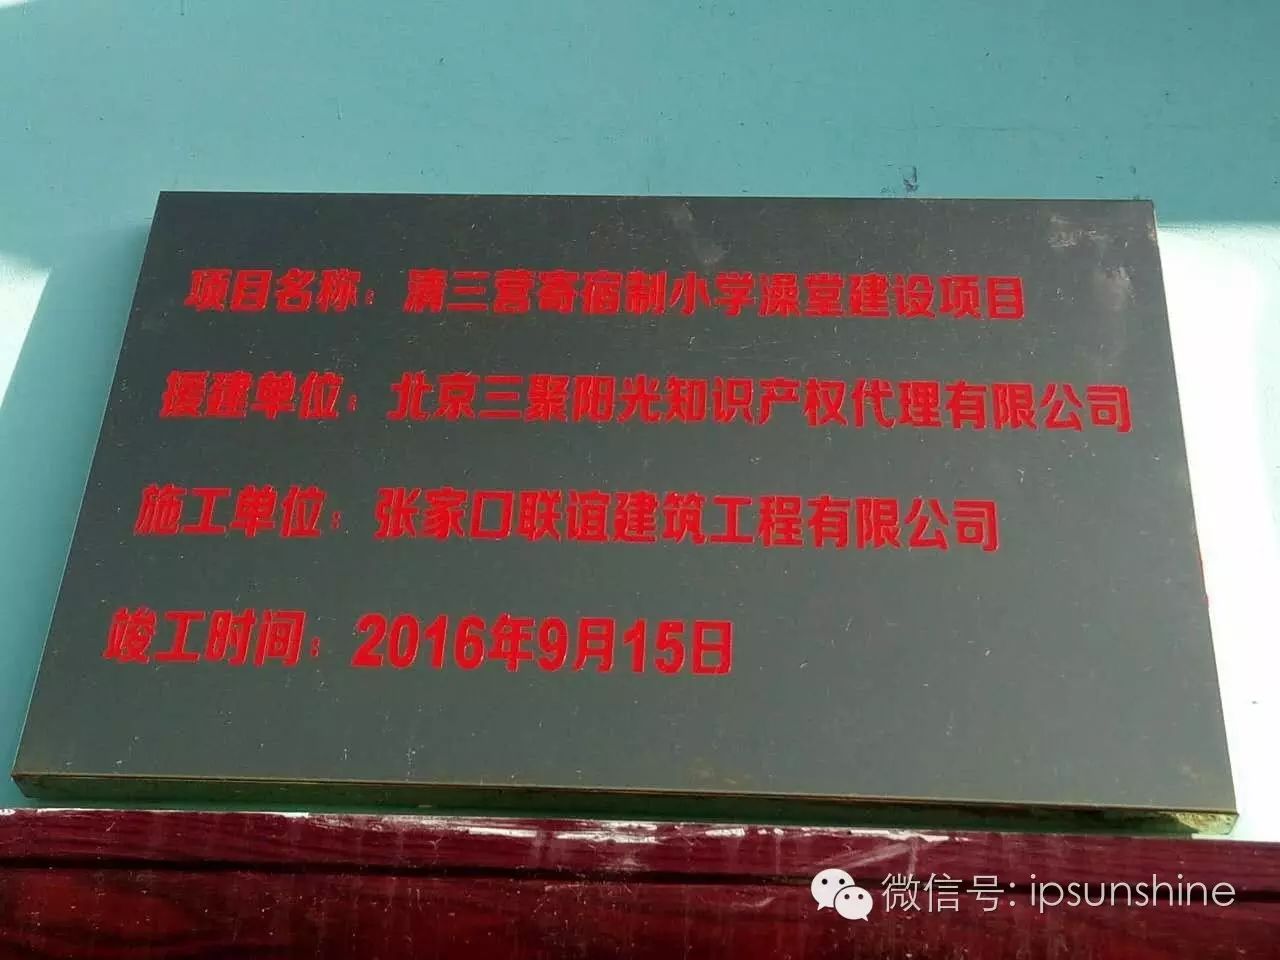 项目名称：清三营寄宿制小学澡堂建设项目
援建单位：北京三聚阳光知识产权代理有限公司
施工单位：张家口联谊建筑工程有限公司
竣工时间：2016年9月15日
微信号: ipsunshine